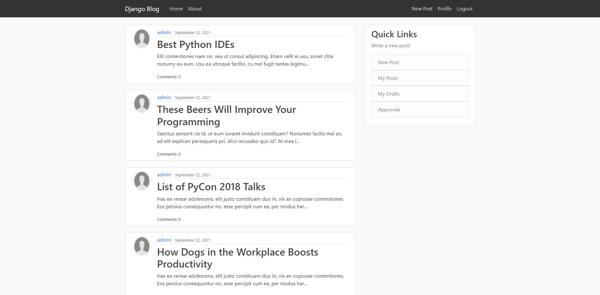 Django Blog Home About New Post Profile Logout
admin September 22, 2021
Best Python IDEs
Elit contentiones nam no, sea ut consul adipiscing. Etiam velit ei usu, sonet clita
nonumy eu eum. Usu ea utroque facilisi, cu mel fugit tantas legimu...
Comments: 0
admin September 22, 2021
These Beers Will Improve Your
Programming
Sanctus senserit vis id, ut eum iuvaret invidunt constituam? Nonumes facilis mei an,
ad elit explicari persequeris pri, dico recusabo quo id? At mea l...
Comments: 0
admin September 22, 2021
List of PyCon 2018 Talks
Has ea verear adolescens, elit justo constituam duo in, vix an copiosae contentiones.
Eos persius consequuntur no, esse percipit cum ea, per modus har...
Comments: 0
admin September 22, 2021
How Dogs in the Workplace Boosts
Productivity
Has ea verear adolescens, elit justo constituam duo in, vix an copiosae contentiones.
Eos persius consequuntur no, esse percipit cum ea, per modus har...
Quick Links
Write a new post!
New Post
My Posts
My Drafts
Approvals